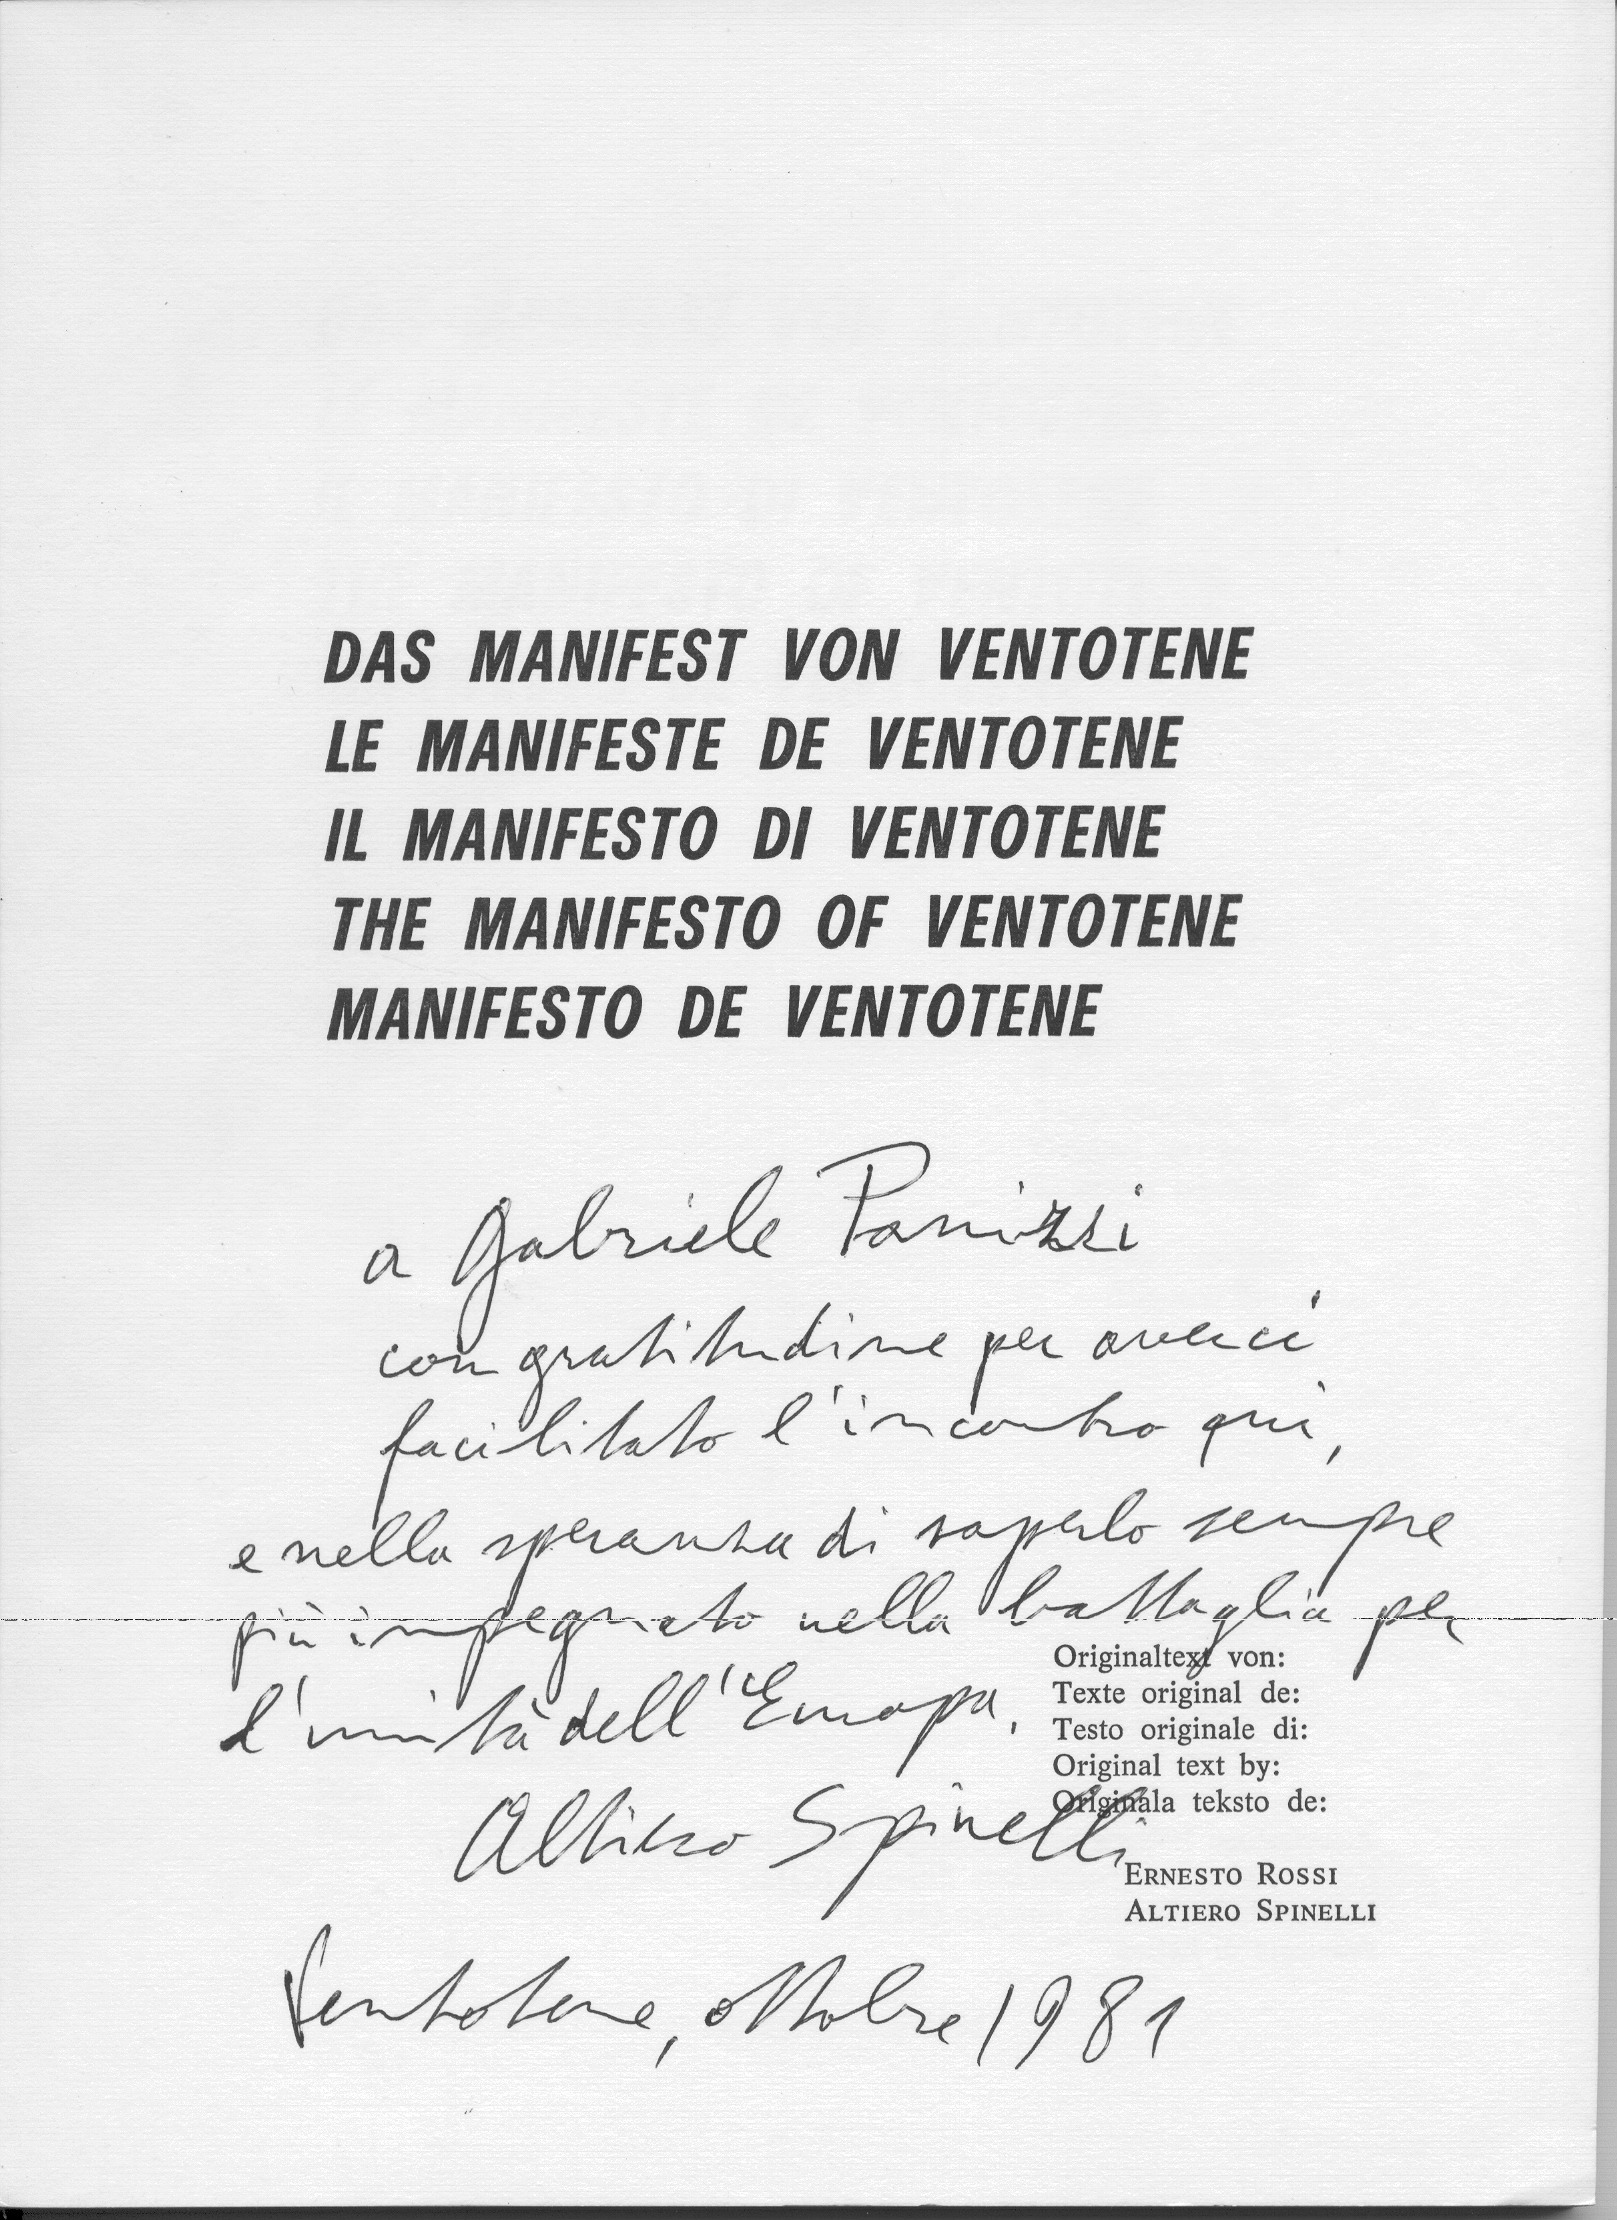 DAS MANIFEST VON VENTOTENE
LE MANIFESTE DE VENTOTENE
IL MANIFESTO DI VENTOTENE
THE MANIFESTO OF VENTOTENE
MANIFESTO DE VENTOTENE
a Gabriele Panizzi
con gratitudine per averci
facilitato l'incontro qui,
e nella speranza di saperlo sempre
più impegnato nella battaglia per
l'unità dell'Europa,
Altiero Spinelli
Ventotene, ottobre 1981
Originaltext von:
Texte original de:
Testo originale di:
Original text by:
Originala teksto de:
ERNESTO ROSSI
ALTIERO SPINELLI